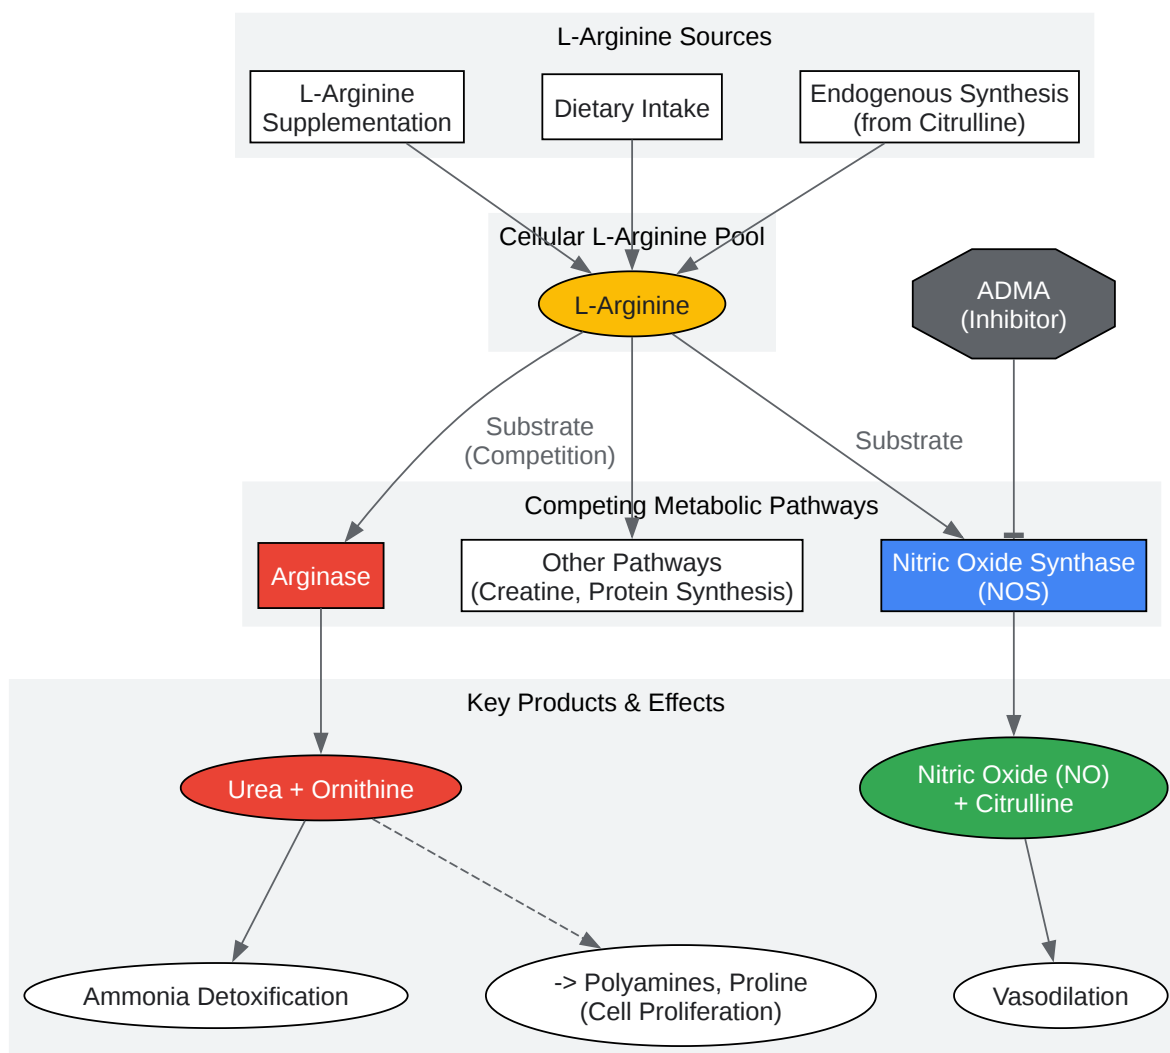 L-Arginine Sources
L-Arginine
Supplementation
Dietary Intake
Endogenous Synthesis
(from Citrulline)
Cellular L-Arginine Pool
L-Arginine
ADMA
(Inhibitor)
Substrate
(Competition)
Substrate
Competing Metabolic Pathways
Arginase
Other Pathways
(Creatine, Protein Synthesis)
Nitric Oxide Synthase
(NOS)
Key Products & Effects
Urea + Ornithine
Nitric Oxide (NO)
+ Citrulline
Ammonia Detoxification
-> Polyamines, Proline
(Cell Proliferation)
Vasodilation